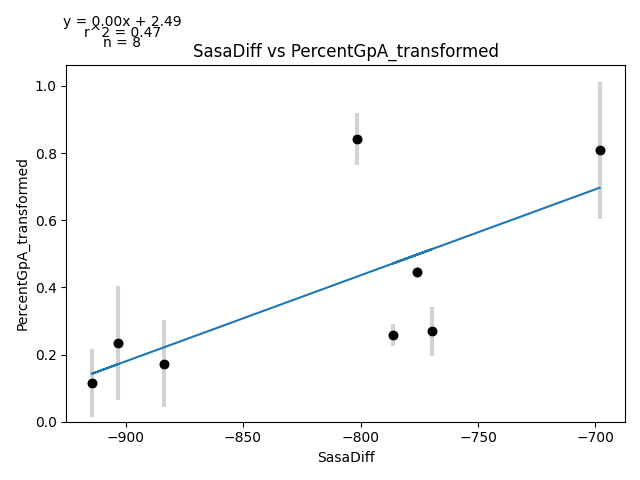 y = 0.00x + 2.49
r^2 = 0.47
n = 8
SasaDiff vs PercentGpA_transformed
PercentGpA_transformed
1.0
0.8
0.6
0.4
0.2
0.0
−900
−850
−800
−750
−700
SasaDiff